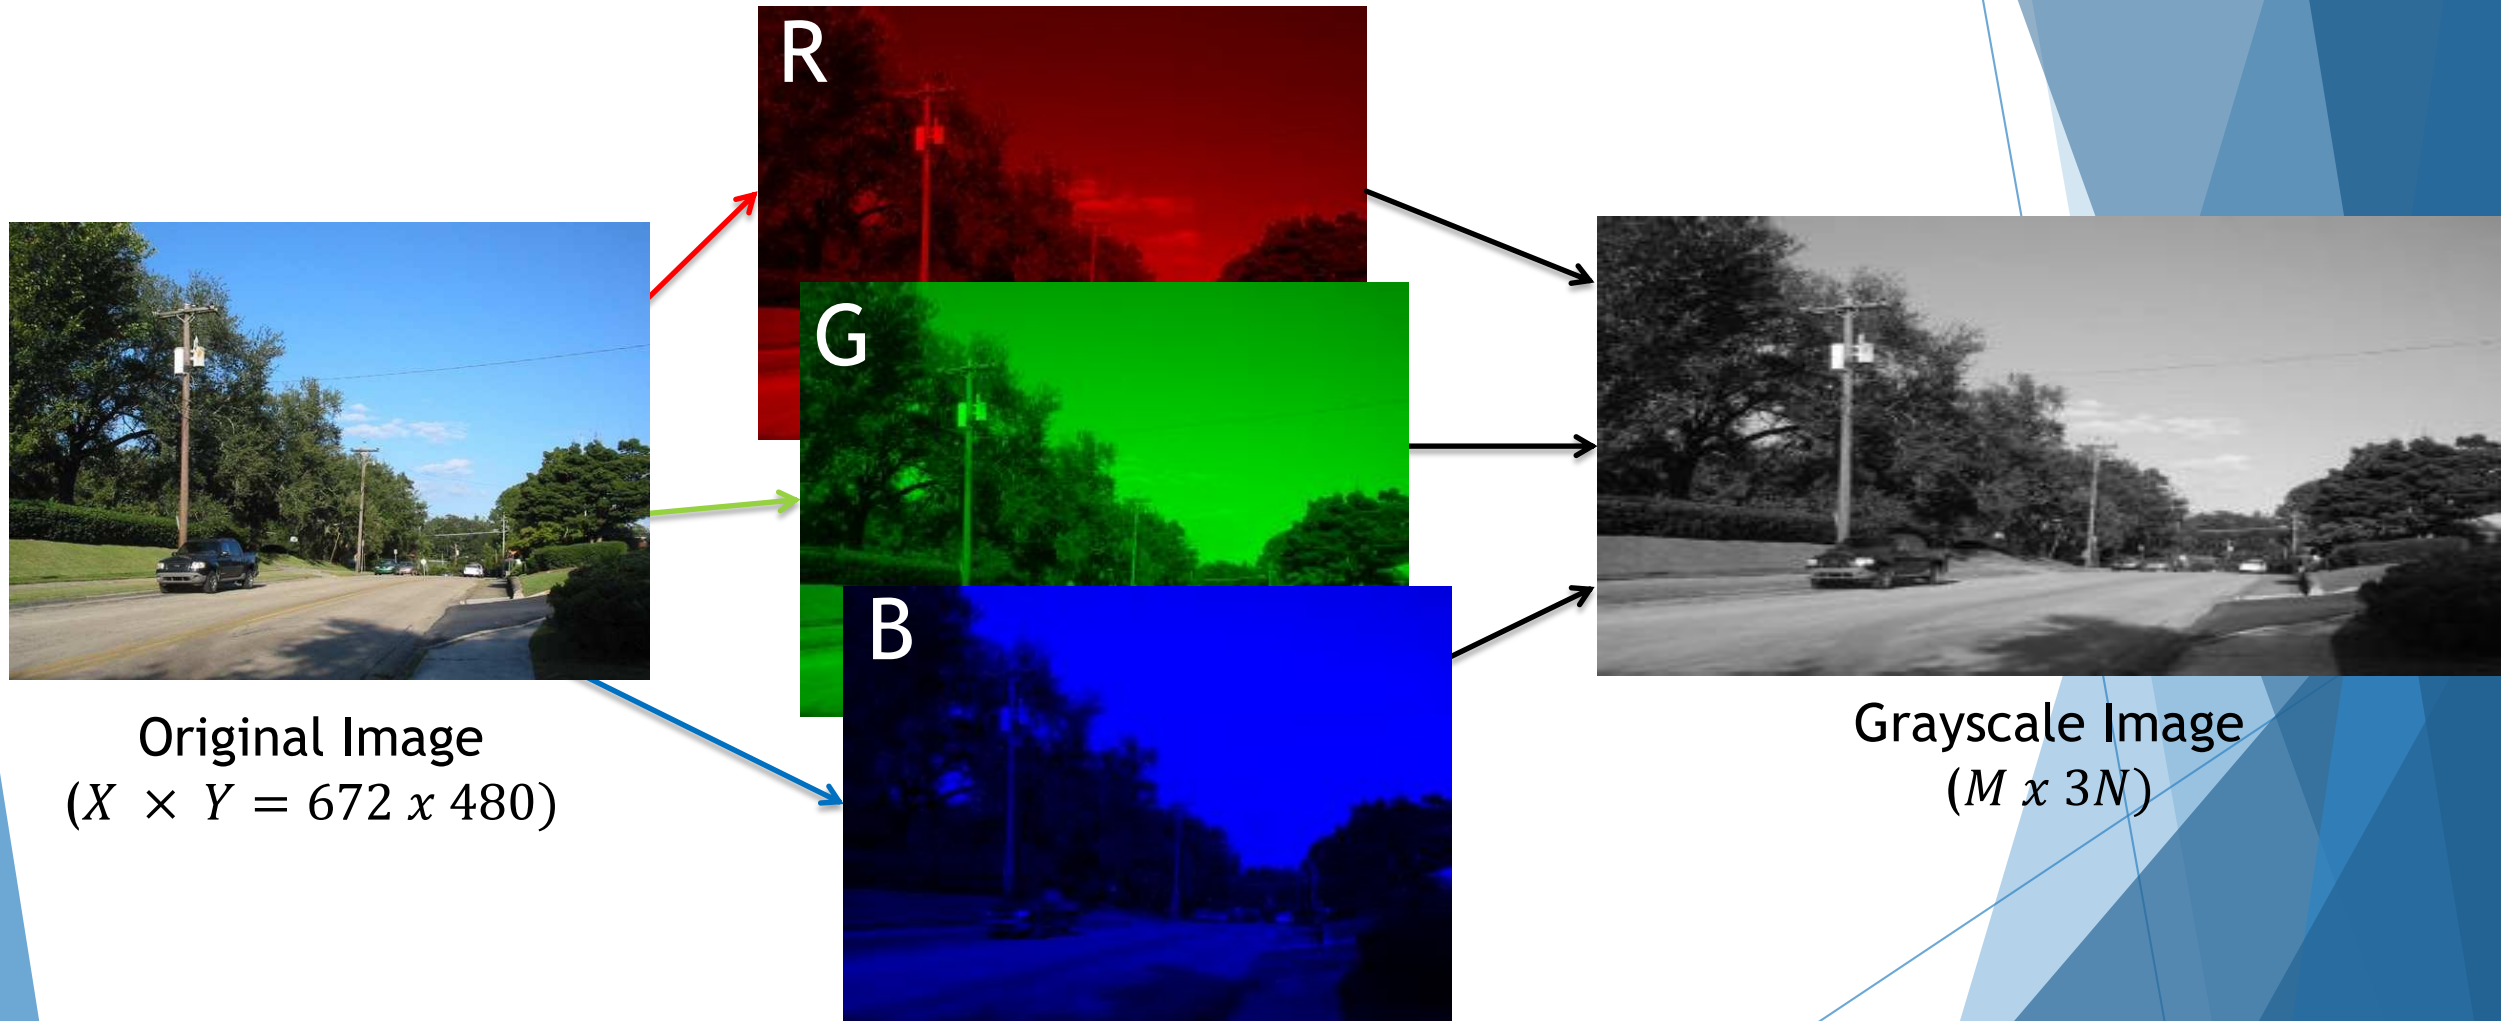 R
G
B
Original Image
(X × Y = 672 x 480)
Grayscale Image
(M x 3N)